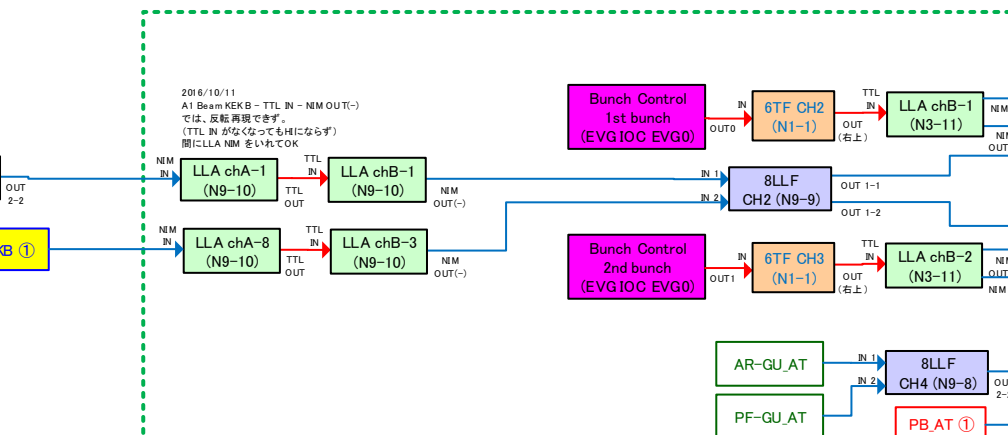 2016/10/11
A1 Beam KEKB - TTL IN - NIM OUT(-)
では、反転再現できず。
(TTL IN がなくなってもHiにならず)
間にLLA NIM をいれてOK
OUT
2-2
NIM
IN
LLA chA-1
(N9-10)
TTL
OUT
TTL
IN
LLA chB-1
(N9-10)
NIM
OUT(-)
KB ①
NIM
IN
LLA chA-8
(N9-10)
TTL
OUT
TTL
IN
LLA chB-3
(N9-10)
NIM
OUT(-)
Bunch Control
1st bunch
(EVG IOC EVG0)
OUT0
IN
6TF CH2
(N1-1)
OUT
(右上)
TTL
IN
LLA chB-1
(N3-11)
NIM
NIM
OUT
IN 1
IN 2
8LLF
CH2 (N9-9)
OUT 1-1
OUT 1-2
Bunch Control
2nd bunch
(EVG IOC EVG0)
OUT1
IN
6TF CH3
(N1-1)
OUT
(右上)
TTL
IN
LLA chB-2
(N3-11)
NIM
OUT
NIM
AR-GU_AT
PF-GU_AT
IN 1
IN 2
8LLF
CH4 (N9-8)
PB_AT ①